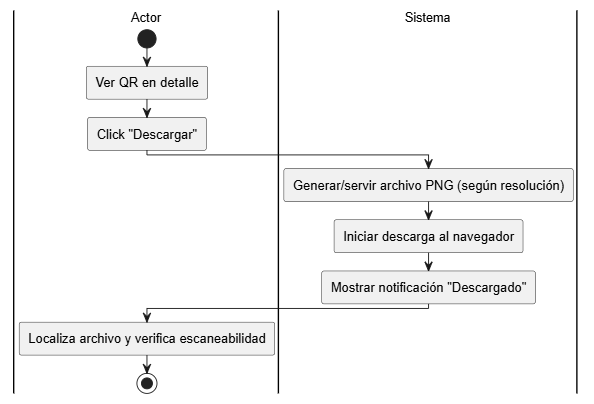 Actor
Sistema
Ver QR en detalle
Click "Descargar"
Generar/servir archivo PNG (según resolución)
Iniciar descarga al navegador
Mostrar notificación "Descargado"
Localiza archivo y verifica escaneabilidad